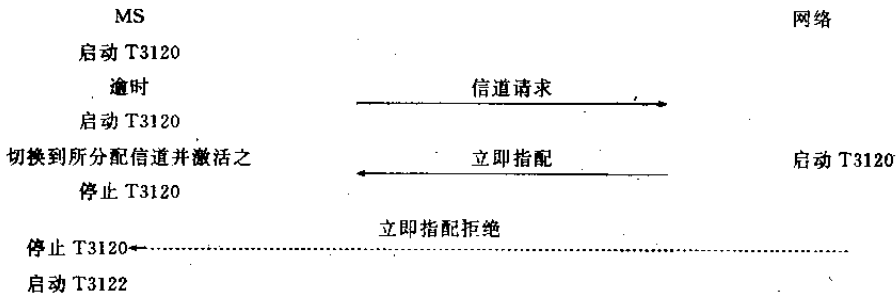 MS 网络
启动 T3120
逾时 信道请求
启动 T3120
切换到所分配信道并激活之 立即指配 启动 T3120
停止 T3120
立即指配拒绝
停止 T3120
启动 T3122